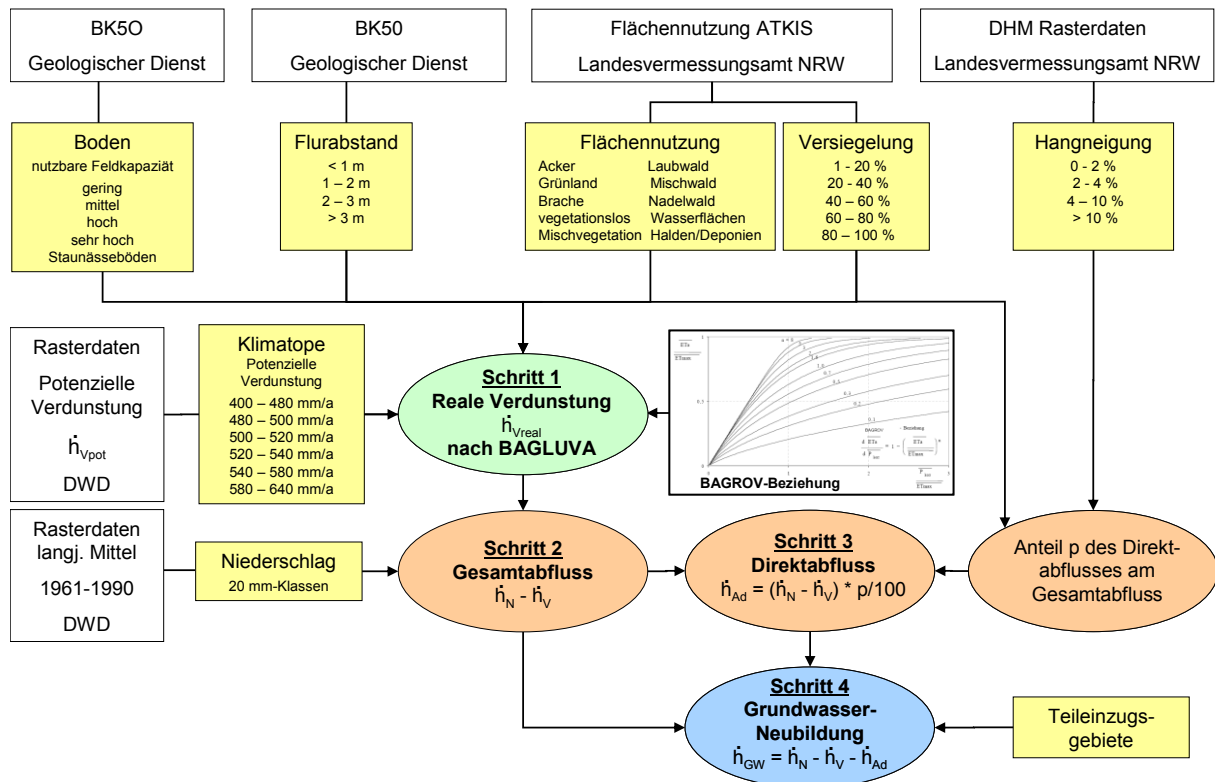 BK5O
Geologischer Dienst
BK50
Geologischer Dienst
Flächennutzung ATKIS
Landesvermessungsamt NRW
DHM Rasterdaten
Landesvermessungsamt NRW
Boden
nutzbare Feldkapaziät
gering
mittel
hoch
sehr hoch
Staunässeböden
Flurabstand
< 1 m
1 – 2 m
2 – 3 m
> 3 m
Flächennutzung
Acker Laubwald
Grünland Mischwald
Brache Nadelwald
vegetationslos Wasserflächen
Mischvegetation Halden/Deponien
Versiegelung
1 - 20 %
20 - 40 %
40 – 60 %
60 – 80 %
80 – 100 %
Hangneigung
0 - 2 %
2 - 4 %
4 – 10 %
> 10 %
Rasterdaten
Potenzielle
Verdunstung
ḣVpot
DWD
Klimatope
Potenzielle
Verdunstung
400 – 480 mm/a
480 – 500 mm/a
500 – 520 mm/a
520 – 540 mm/a
540 – 580 mm/a
580 – 640 mm/a
Schritt 1
Reale Verdunstung
ḣVreal
nach BAGLUVA
BAGROV - Beziehung
BAGROV-Beziehung
Rasterdaten
langj. Mittel
1961-1990
DWD
Niederschlag
20 mm-Klassen
Schritt 2
Gesamtabfluss
ḣN - ḣV
Schritt 3
Direktabfluss
ḣAd = (ḣN - ḣV) * p/100
Anteil p des Direkt-
abflusses am
Gesamtabfluss
Schritt 4
Grundwasser-
Neubildung
ḣGW = ḣN - ḣV - ḣAd
Teileinzugs-
gebiete